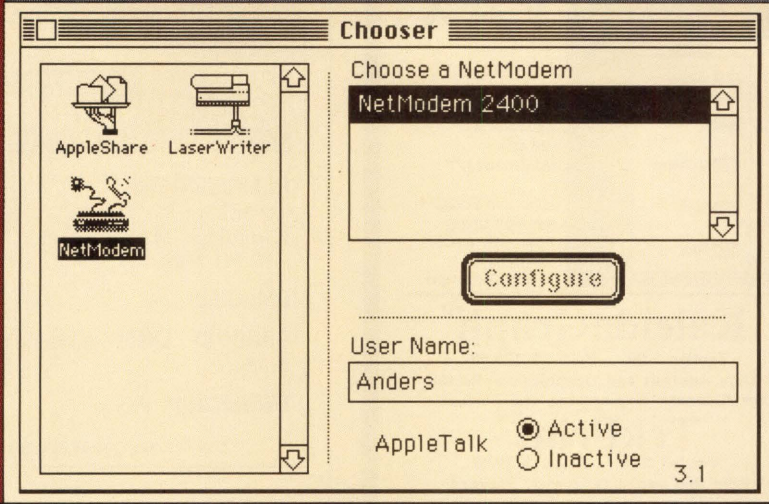 Chooser
AppleShare
LaserWriter
NetModem
Choose a NetModem
NetModem 2400
Configure
User Name:
Anders
AppleTalk
Active
Inactive
3.1